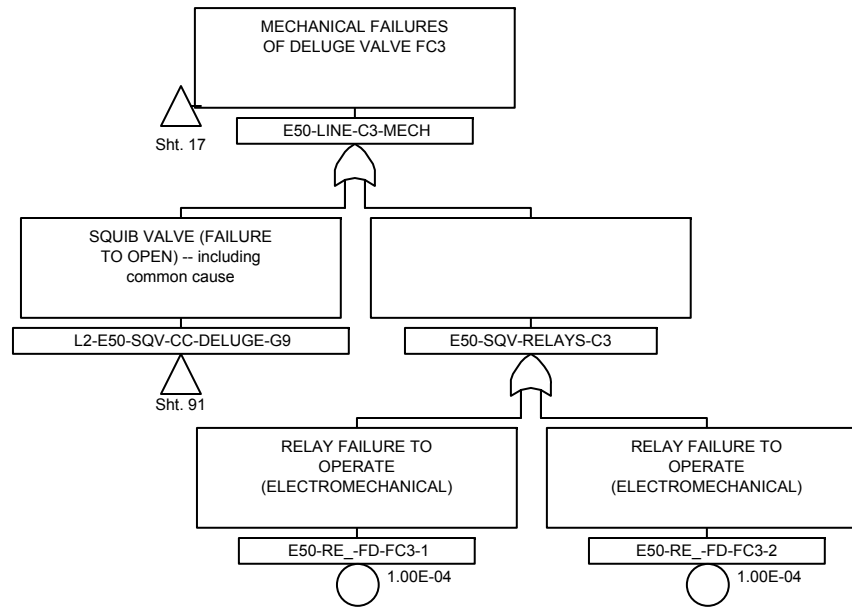 MECHANICAL FAILURES
OF DELUGE VALVE FC3
Sht. 17
E50-LINE-C3-MECH
SQUIB VALVE (FAILURE
TO OPEN) -- including
common cause
L2-E50-SQV-CC-DELUGE-G9
E50-SQV-RELAYS-C3
Sht. 91
RELAY FAILURE TO
OPERATE
(ELECTROMECHANICAL)
RELAY FAILURE TO
OPERATE
(ELECTROMECHANICAL)
E50-RE_-FD-FC3-1
E50-RE_-FD-FC3-2
1.00E-04
1.00E-04